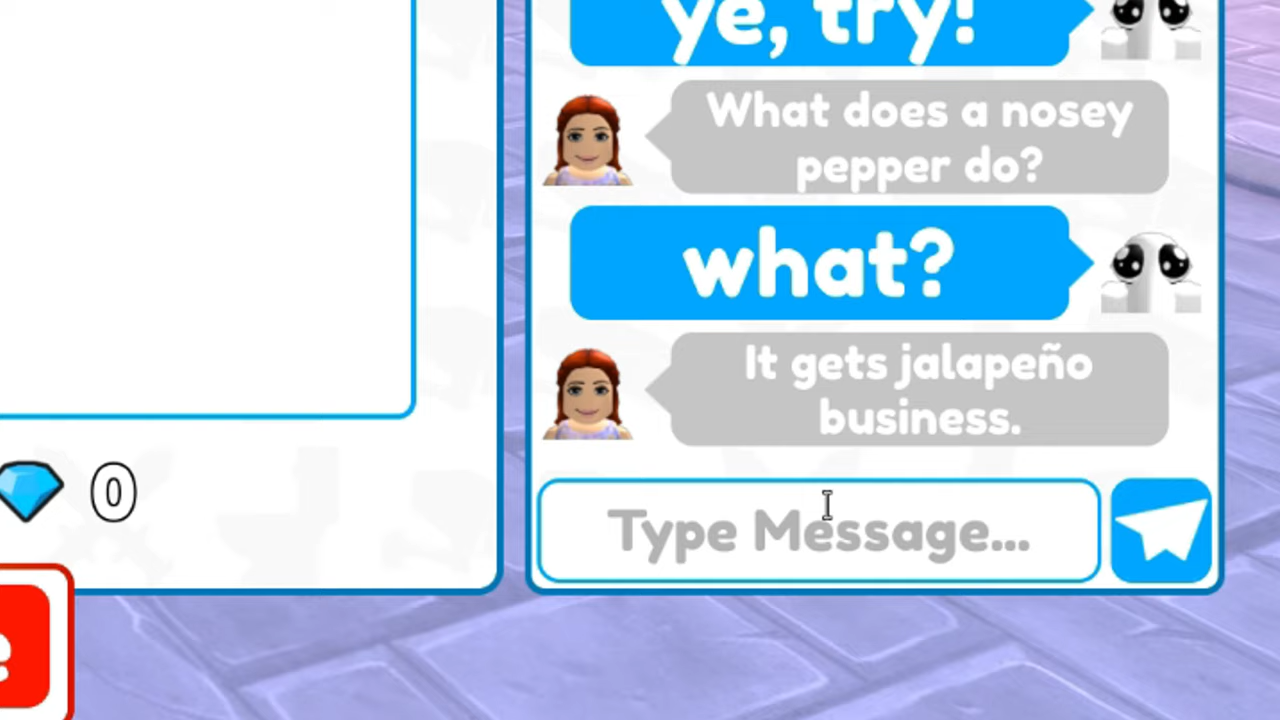 ye, try!
What does a nosey
pepper do?
what?
It gets jalapeño
business.
0
Type Message...
e